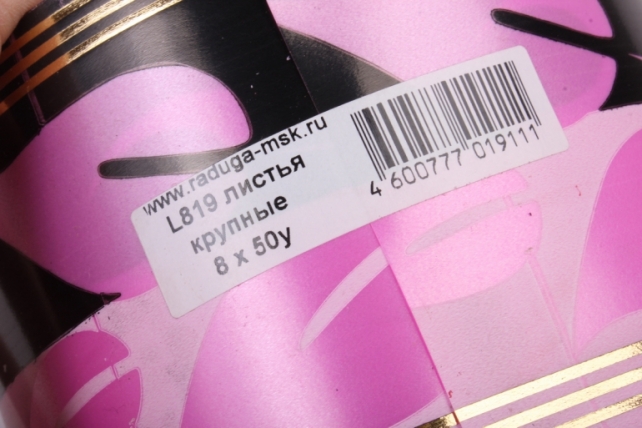 www.raduga-msk.ru
L819 листья
крупные
8 x 50y
4 600777 019111